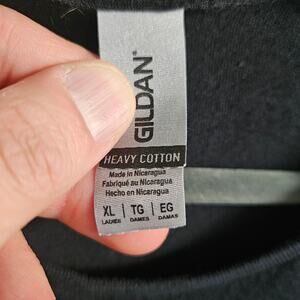 GILDAN®
HEAVY COTTON
Made in Nicaragua
Fabriqué au Nicaragua
Hecho en Nicaragua
XL | TG | EG
LADIES DAMES DAMAS